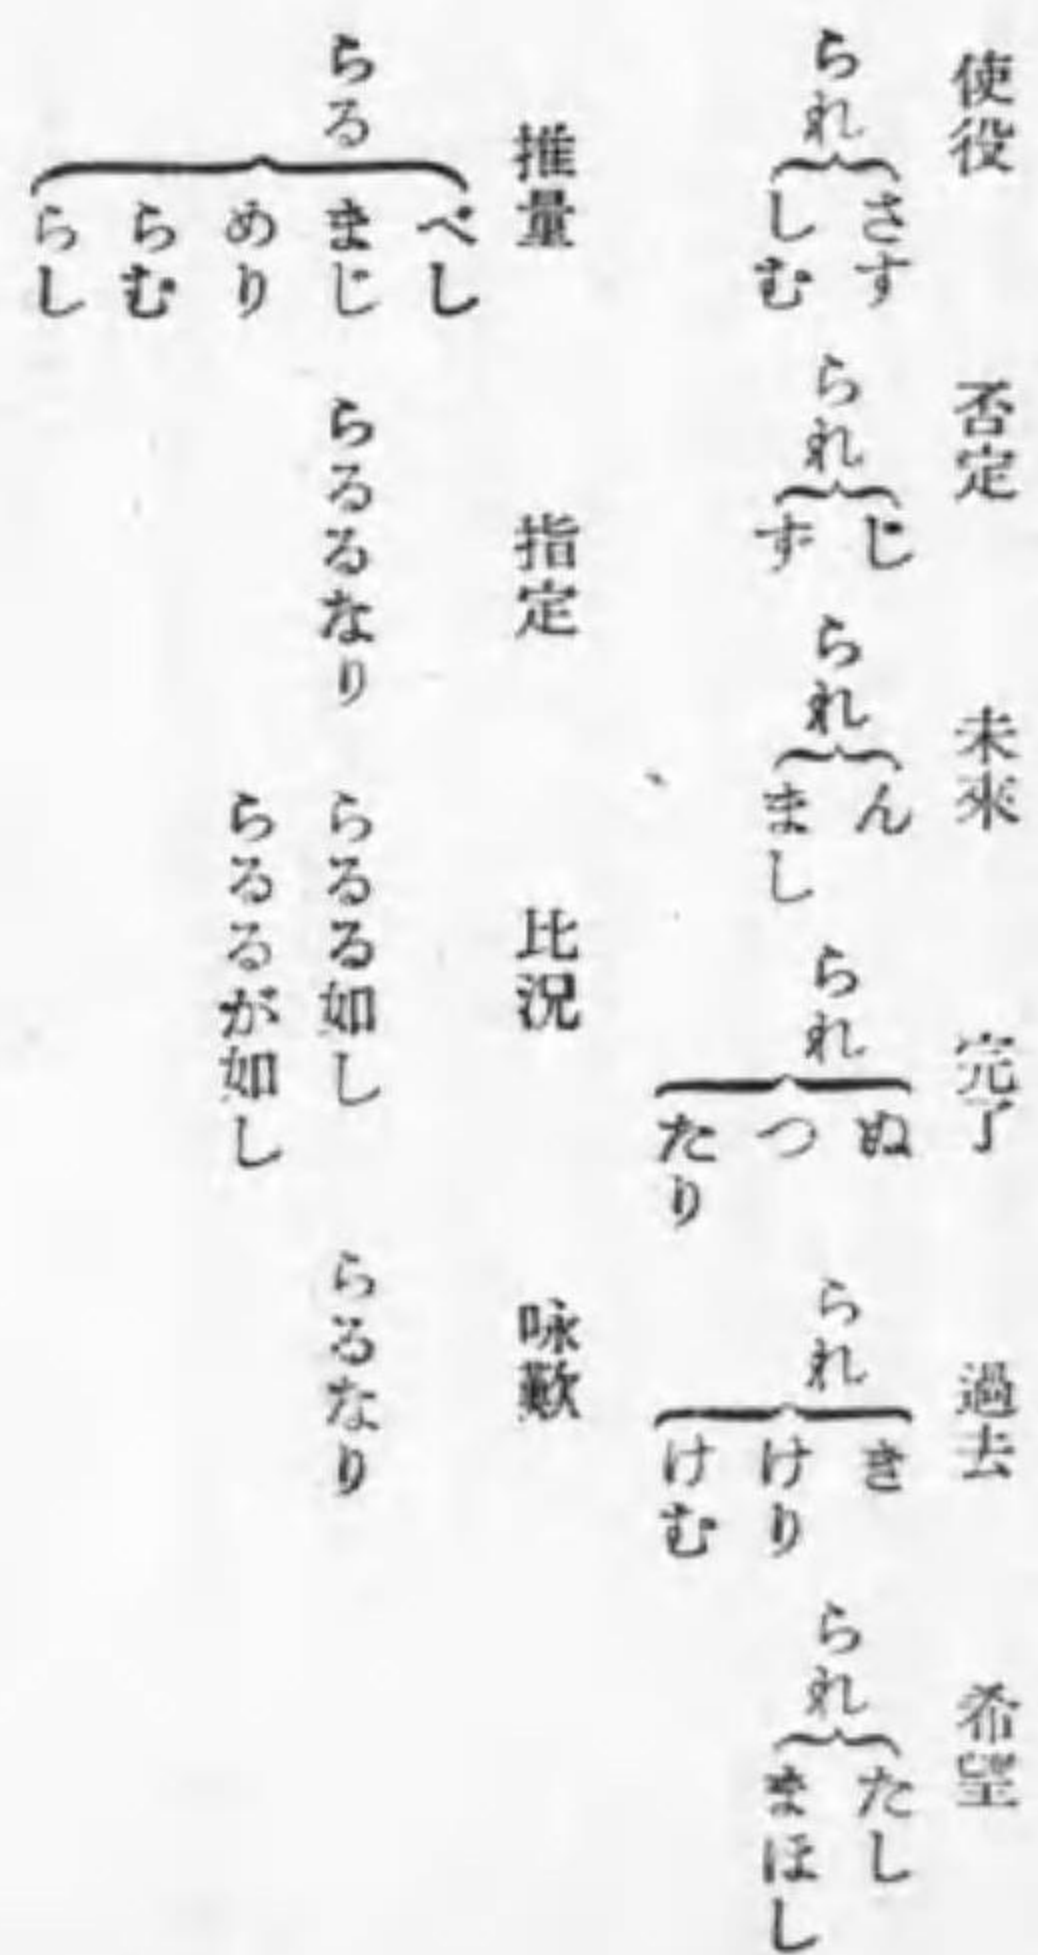 使役 否定 未來 完了 過去 希望
られ{さす しむ
られ{じ ず
られ{ん まし
られ{ぬ つ たり
られ{き けり けむ
られ{たし まほし
推量 指定 比況 咏歎
らる{べし まじ めり らむ らし
らるるなり
らるる如し
らるるが如し
らるなり